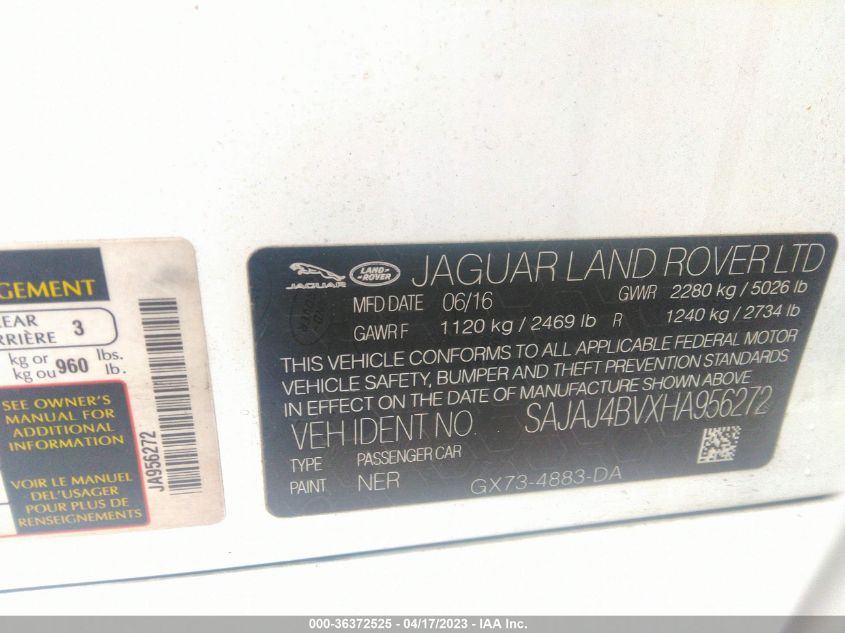 GEMENT
EAR
RRIÈRE 3
kg or 960 lbs.
kg ou lb.
SEE OWNER'S
MANUAL FOR
ADDITIONAL
INFORMATION
VOIR LE MANUEL
DEL'USAGER
POUR PLUS DE
RENSEIGNEMENTS
JA956272
JAGUAR
LAND ROVER
JAGUAR LAND ROVER LTD
MFD DATE 06/16 GVWR 2280 kg / 5026 lb
GAWR F 1120 kg / 2469 lb R 1240 kg / 2734 lb
THIS VEHICLE CONFORMS TO ALL APPLICABLE FEDERAL MOTOR
VEHICLE SAFETY, BUMPER AND THEFT PREVENTION STANDARDS
IN EFFECT ON THE DATE OF MANUFACTURE SHOWN ABOVE
VEH IDENT NO. SAJAJ4BVXHA956272
TYPE PASSENGER CAR
PAINT NER GX73-4883-DA
000-36372525 - 04/17/2023 - IAA Inc.